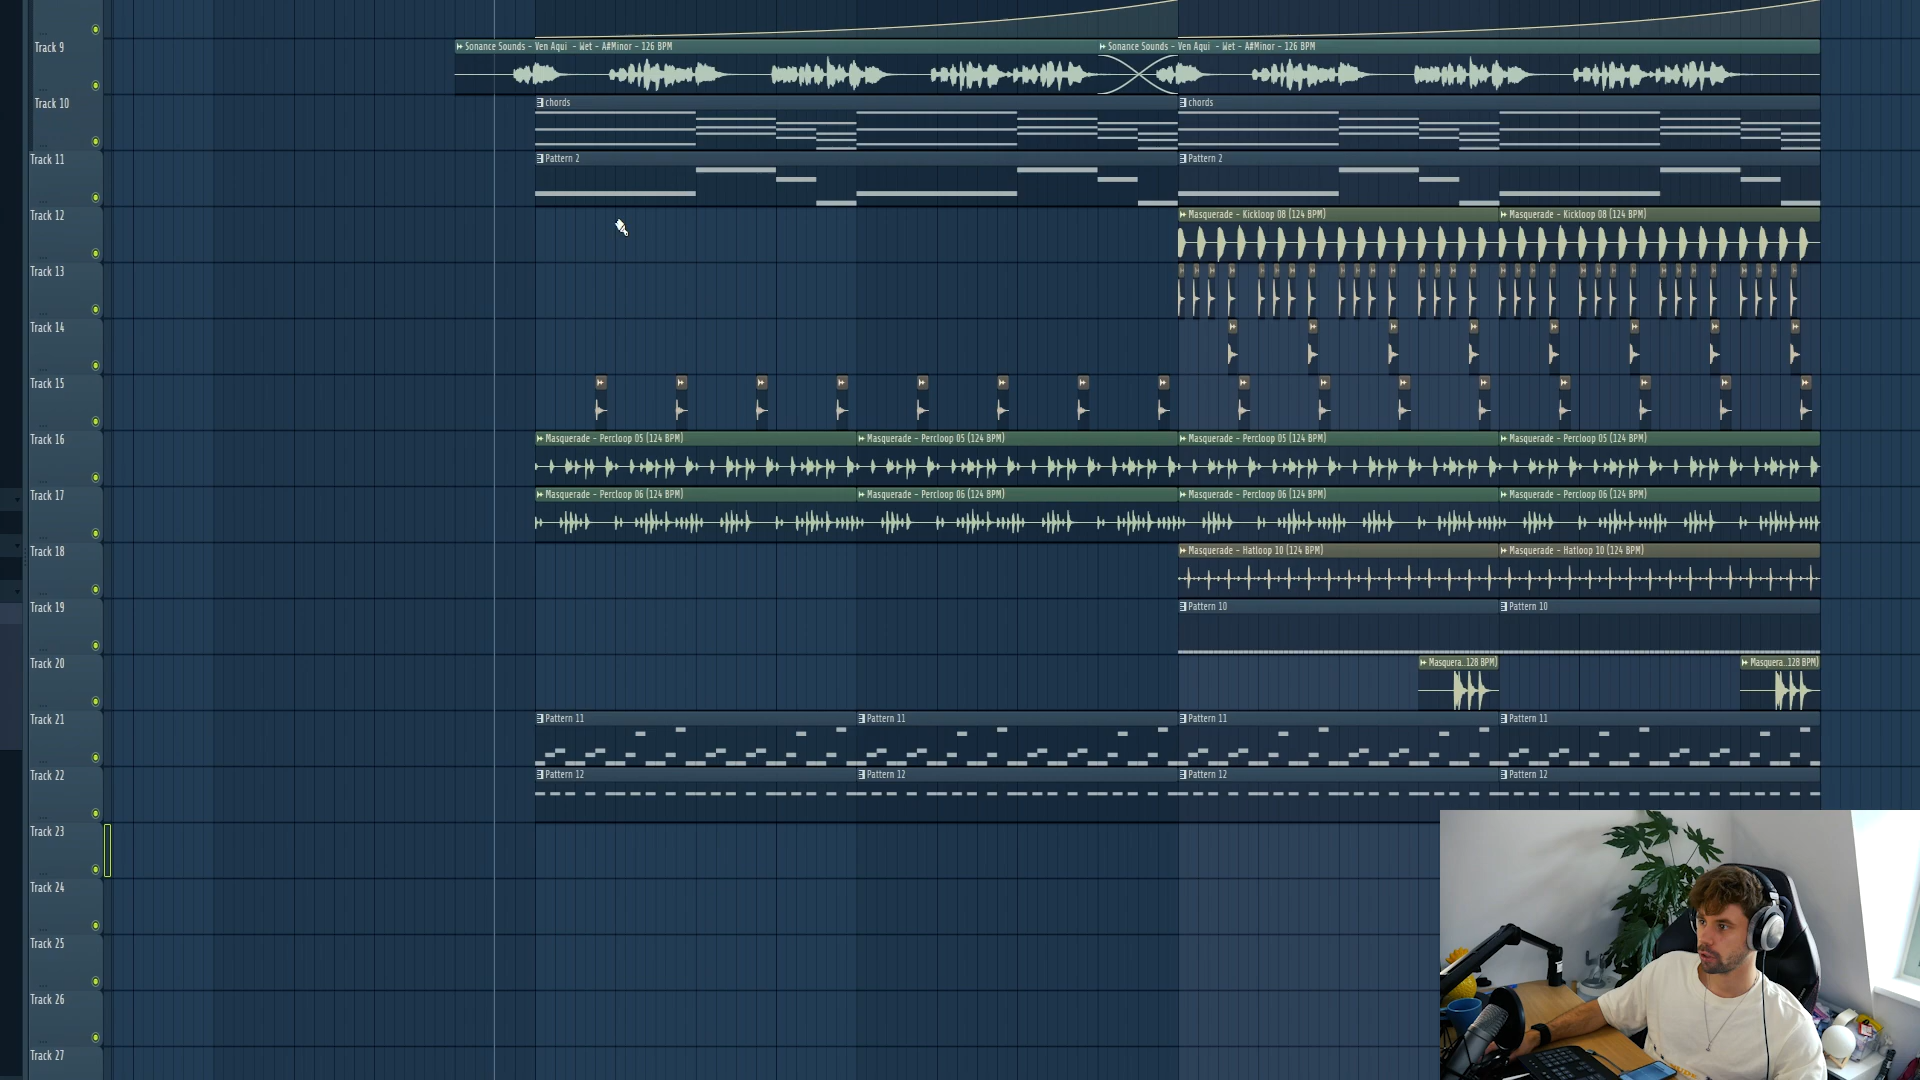 Track 9
Sonance Sounds - Ven Aqui - Wet - A#Minor - 126 BPM
Sonance Sounds - Ven Aqui - Wet - A#Minor - 126 BPM
Track 10
chords
chords
Track 11
Pattern 2
Pattern 2
Track 12
Masquerade - Kickloop 08 (124 BPM)
Masquerade - Kickloop 08 (124 BPM)
Track 13
Track 14
Track 15
Track 16
Masquerade - Percloop 05 (124 BPM)
Masquerade - Percloop 05 (124 BPM)
Masquerade - Percloop 05 (124 BPM)
Masquerade - Percloop 05 (124 BPM)
Track 17
Masquerade - Percloop 06 (124 BPM)
Masquerade - Percloop 06 (124 BPM)
Masquerade - Percloop 06 (124 BPM)
Masquerade - Percloop 06 (124 BPM)
Track 18
Masquerade - Hatloop 10 (124 BPM)
Masquerade - Hatloop 10 (124 BPM)
Track 19
Pattern 10
Pattern 10
Track 20
Masquera..128 BPM)
Masquera..128 BPM)
Track 21
Pattern 11
Pattern 11
Pattern 11
Pattern 11
Track 22
Pattern 12
Pattern 12
Pattern 12
Pattern 12
Track 23
Track 24
Track 25
Track 26
Track 27